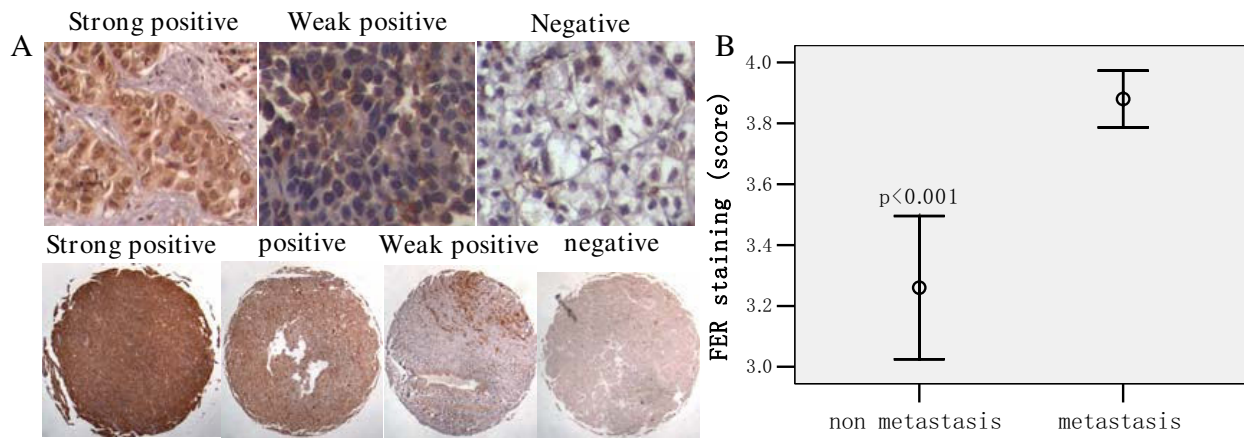 A
Strong positive
Weak positive
Negative
Strong positive
positive
Weak positive
negative
B
FER staining (score)
4.0
3.8
3.6
3.4
3.2
3.0
p<0.001
non metastasis
metastasis